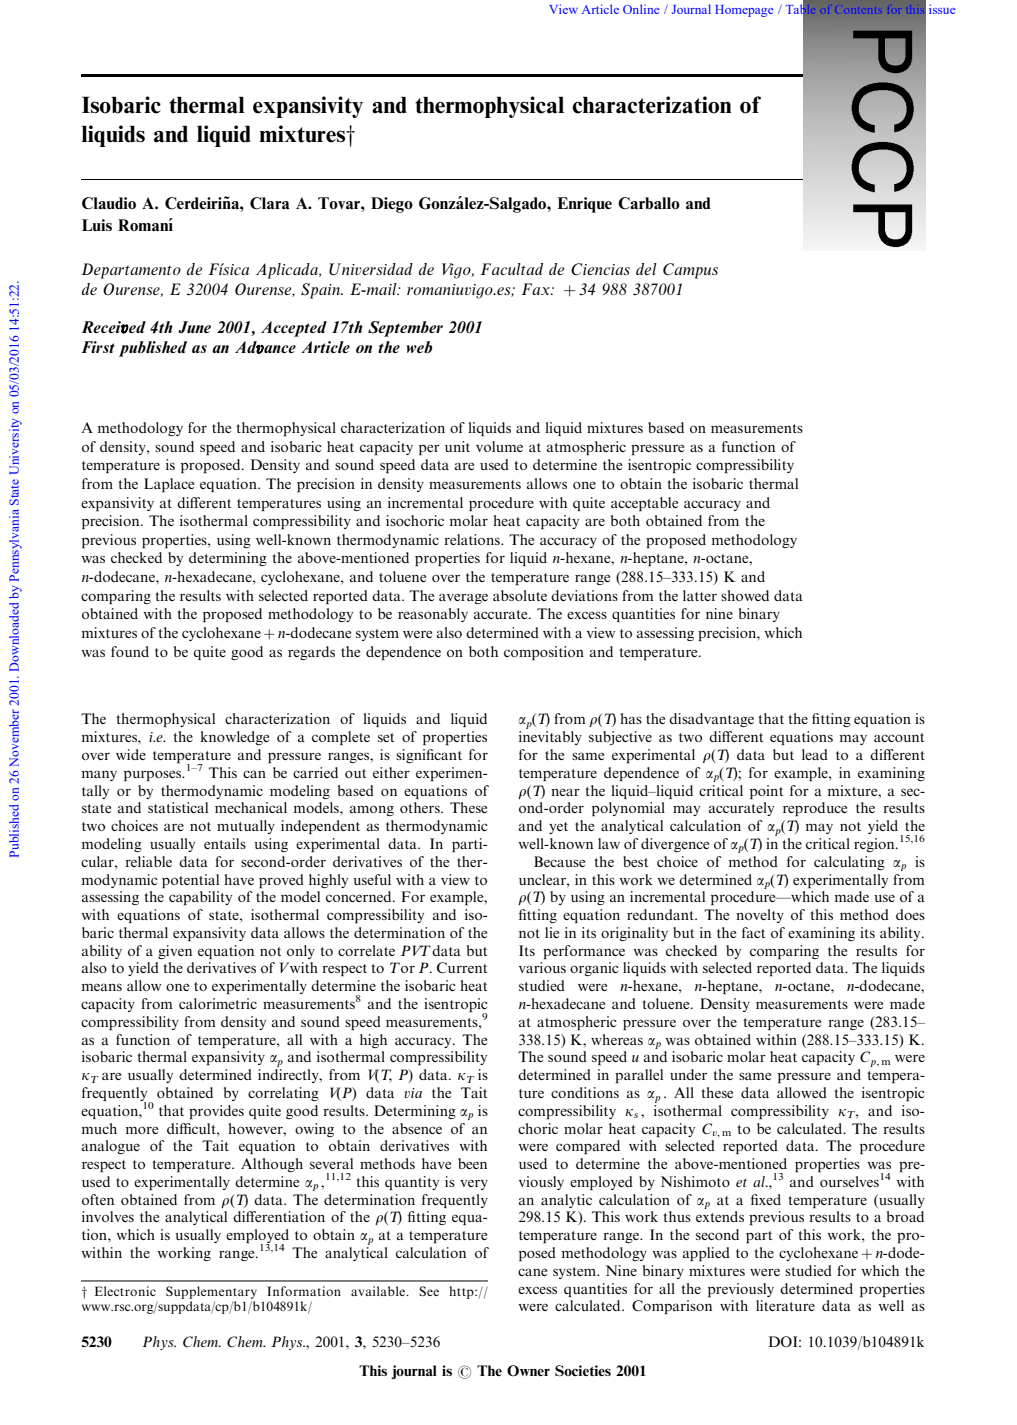 View Article Online / Journal Homepage / Table of Contents for this issue
PCCP
Isobaric thermal expansivity and thermophysical characterization of
liquids and liquid mixtures†
Claudio A. Cerdeiriña, Clara A. Tovar, Diego González-Salgado, Enrique Carballo and
Luis Romaní
Departamento de Física Aplicada, Universidad de Vigo, Facultad de Ciencias del Campus
de Ourense, E 32004 Ourense, Spain. E-mail: romaniuvigo.es; Fax: +34 988 387001
Received 4th June 2001, Accepted 17th September 2001
First published as an Advance Article on the web
A methodology for the thermophysical characterization of liquids and liquid mixtures based on measurements
of density, sound speed and isobaric heat capacity per unit volume at atmospheric pressure as a function of
temperature is proposed. Density and sound speed data are used to determine the isentropic compressibility
from the Laplace equation. The precision in density measurements allows one to obtain the isobaric thermal
expansivity at different temperatures using an incremental procedure with quite acceptable accuracy and
precision. The isothermal compressibility and isochoric molar heat capacity are both obtained from the
previous properties, using well-known thermodynamic relations. The accuracy of the proposed methodology
was checked by determining the above-mentioned properties for liquid n-hexane, n-heptane, n-octane,
n-dodecane, n-hexadecane, cyclohexane, and toluene over the temperature range (288.15–333.15) K and
comparing the results with selected reported data. The average absolute deviations from the latter showed data
obtained with the proposed methodology to be reasonably accurate. The excess quantities for nine binary
mixtures of the cyclohexane + n-dodecane system were also determined with a view to assessing precision, which
was found to be quite good as regards the dependence on both composition and temperature.
The thermophysical characterization of liquids and liquid
mixtures, i.e. the knowledge of a complete set of properties
over wide temperature and pressure ranges, is significant for
many purposes.1–7 This can be carried out either experimen-
tally or by thermodynamic modeling based on equations of
state and statistical mechanical models, among others. These
two choices are not mutually independent as thermodynamic
modeling usually entails using experimental data. In parti-
cular, reliable data for second-order derivatives of the ther-
modynamic potential have proved highly useful with a view to
assessing the capability of the model concerned. For example,
with equations of state, isothermal compressibility and iso-
baric thermal expansivity data allows the determination of the
ability of a given equation not only to correlate PVT data but
also to yield the derivatives of V with respect to T or P. Current
means allow one to experimentally determine the isobaric heat
capacity from calorimetric measurements8 and the isentropic
compressibility from density and sound speed measurements,9
as a function of temperature, all with a high accuracy. The
isobaric thermal expansivity αp and isothermal compressibility
κT are usually determined indirectly, from V(T, P) data. κT is
frequently obtained by correlating V(P) data via the Tait
equation,10 that provides quite good results. Determining αp is
much more difficult, however, owing to the absence of an
analogue of the Tait equation to obtain derivatives with
respect to temperature. Although several methods have been
used to experimentally determine αp,11,12 this quantity is very
often obtained from ρ(T) data. The determination frequently
involves the analytical differentiation of the ρ(T) fitting equa-
tion, which is usually employed to obtain αp at a temperature
within the working range.13,14 The analytical calculation of
† Electronic Supplementary Information available. See http://
www.rsc.org/suppdata/cp/b1/b104891k/
αp(T) from ρ(T) has the disadvantage that the fitting equation is
inevitably subjective as two different equations may account
for the same experimental ρ(T) data but lead to a different
temperature dependence of αp(T); for example, in examining
ρ(T) near the liquid–liquid critical point for a mixture, a sec-
ond-order polynomial may accurately reproduce the results
and yet the analytical calculation of αp(T) may not yield the
well-known law of divergence of αp(T) in the critical region.15,16
Because the best choice of method for calculating αp is
unclear, in this work we determined αp(T) experimentally from
ρ(T) by using an incremental procedure—which made use of a
fitting equation redundant. The novelty of this method does
not lie in its originality but in the fact of examining its ability.
Its performance was checked by comparing the results for
various organic liquids with selected reported data. The liquids
studied were n-hexane, n-heptane, n-octane, n-dodecane,
n-hexadecane and toluene. Density measurements were made
at atmospheric pressure over the temperature range (283.15–
338.15) K, whereas αp was obtained within (288.15–333.15) K.
The sound speed u and isobaric molar heat capacity Cp,m were
determined in parallel under the same pressure and tempera-
ture conditions as αp. All these data allowed the isentropic
compressibility κs, isothermal compressibility κT, and iso-
choric molar heat capacity Cv,m to be calculated. The results
were compared with selected reported data. The procedure
used to determine the above-mentioned properties was pre-
viously employed by Nishimoto et al.,13 and ourselves14 with
an analytic calculation of αp at a fixed temperature (usually
298.15 K). This work thus extends previous results to a broad
temperature range. In the second part of this work, the pro-
posed methodology was applied to the cyclohexane + n-dode-
cane system. Nine binary mixtures were studied for which the
excess quantities for all the previously determined properties
were calculated. Comparison with literature data as well as
5230 Phys. Chem. Chem. Phys., 2001, 3, 5230–5236
DOI: 10.1039/b104891k
This journal is © The Owner Societies 2001
Published on 26 November 2001. Downloaded by Pennsylvania State University on 05/03/2016 14:51:22.